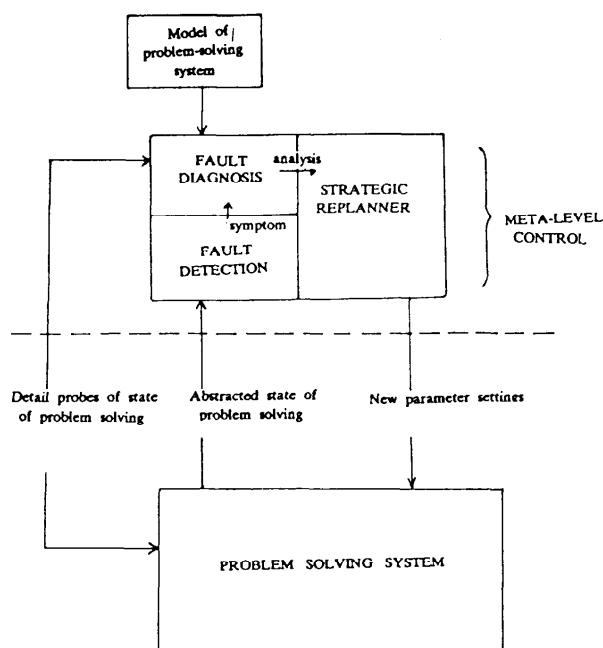 Model of
problem-solving
system
FAULT
DIAGNOSIS
analysis
STRATEGIC
REPLANNER
symptom
FAULT
DETECTION
META-LEVEL
CONTROL
Detail probes of state
of problem solving
Abstracted state of
problem solving
New parameter settings
PROBLEM SOLVING SYSTEM